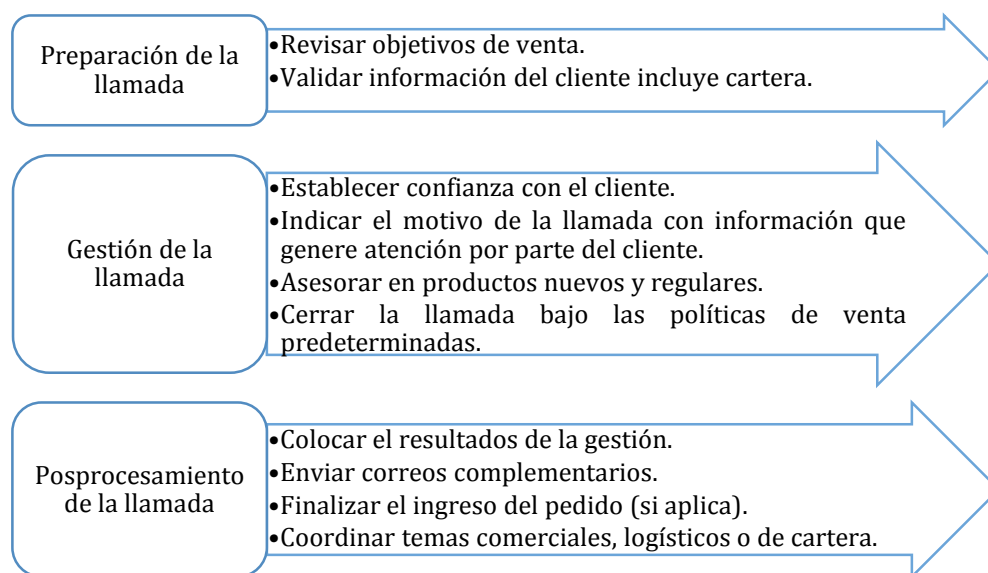 Preparación de la
llamada
•Revisar objetivos de venta.
•Validar información del cliente incluye cartera.
Gestión de la
llamada
•Establecer confianza con el cliente.
•Indicar el motivo de la llamada con información que
genere atención por parte del cliente.
•Asesorar en productos nuevos y regulares.
•Cerrar la llamada bajo las políticas de venta
predeterminadas.
Posprocesamiento
de la llamada
•Colocar el resultados de la gestión.
•Enviar correos complementarios.
•Finalizar el ingreso del pedido (si aplica).
•Coordinar temas comerciales, logísticos o de cartera.